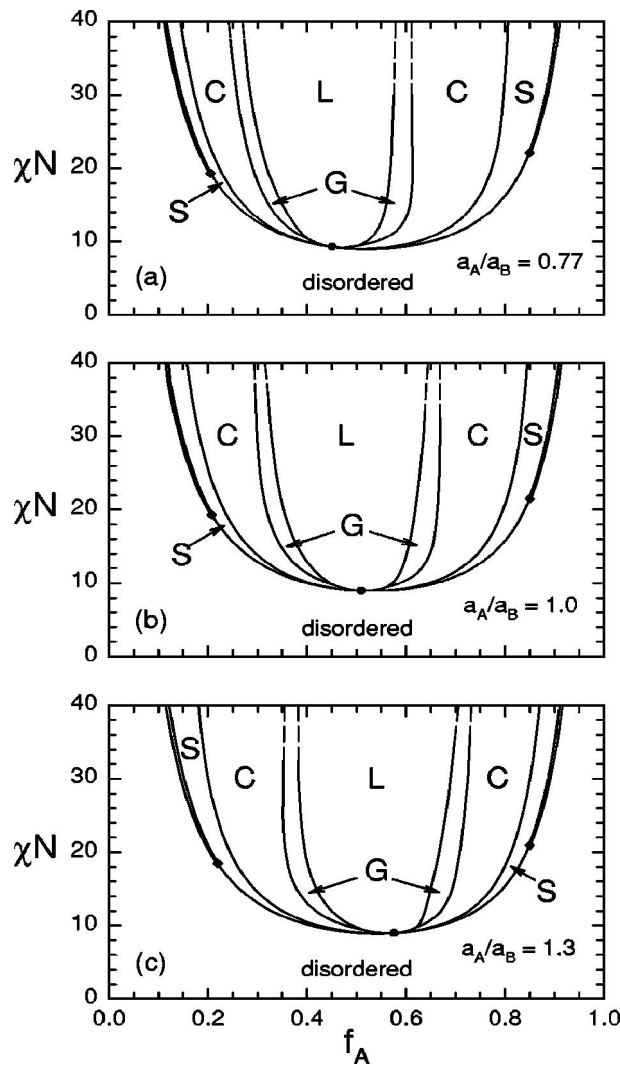 40
30
20
10
0
χN
C
L
C
S
S
G
(a)
disordered
a_A/a_B = 0.77
40
30
20
10
0
χN
C
L
C
S
S
G
(b)
disordered
a_A/a_B = 1.0
40
30
20
10
0
χN
S
C
L
C
G
S
(c)
disordered
a_A/a_B = 1.3
0.0 0.2 0.4 0.6 0.8 1.0
f_A